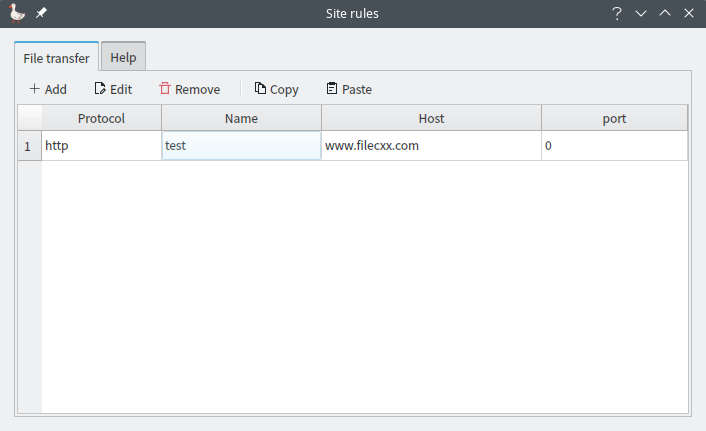 Site rules
File transfer Help
Add Edit Remove Copy Paste
Protocol Name Host port
1 http test www.filecxx.com 0